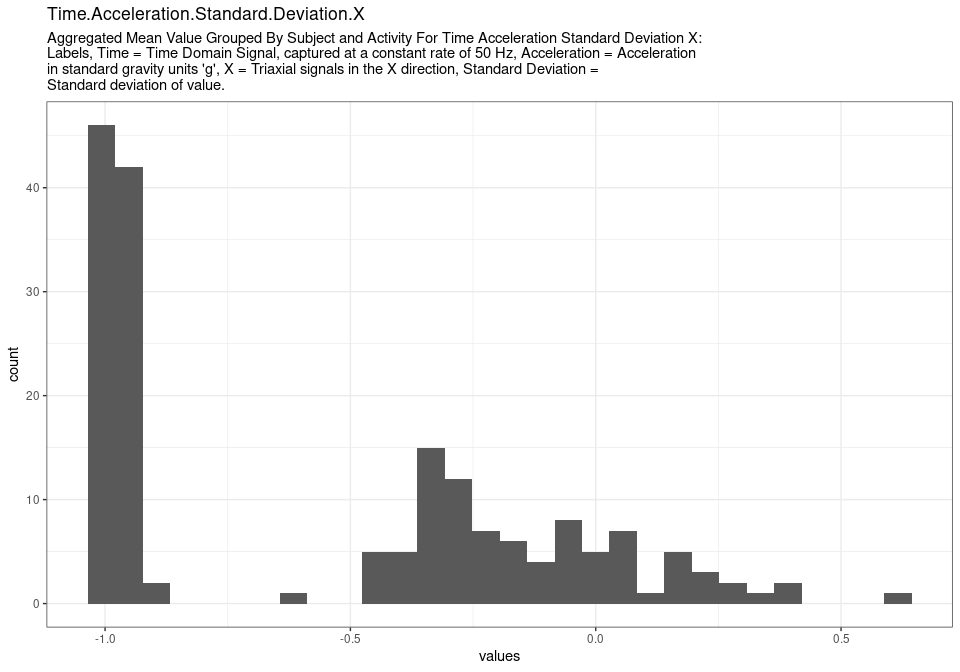 Time.Acceleration.Standard.Deviation.X
Aggregated Mean Value Grouped By Subject and Activity For Time Acceleration Standard Deviation X:
Labels, Time = Time Domain Signal, captured at a constant rate of 50 Hz, Acceleration = Acceleration
in standard gravity units 'g', X = Triaxial signals in the X direction, Standard Deviation =
Standard deviation of value.
40
30
20
10
0
count
-1.0
-0.5
0.0
0.5
values